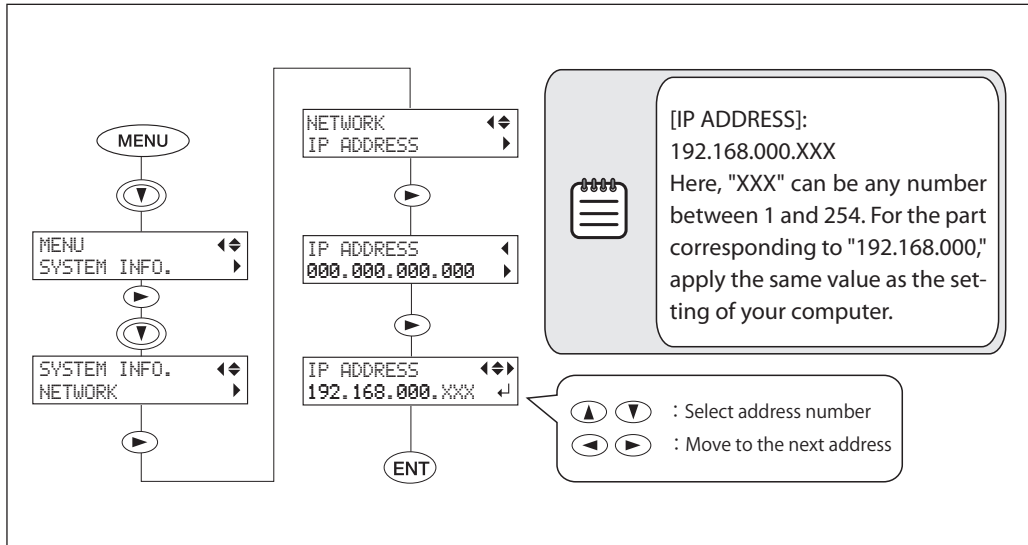 MENU
MENU
SYSTEM INFO.
SYSTEM INFO.
NETWORK
NETWORK
IP ADDRESS
IP ADDRESS
000.000.000.000
IP ADDRESS
192.168.000.XXX
ENT
[IP ADDRESS]:
192.168.000.XXX
Here, "XXX" can be any number
between 1 and 254. For the part
corresponding to "192.168.000,"
apply the same value as the set-
ting of your computer.
: Select address number
: Move to the next address